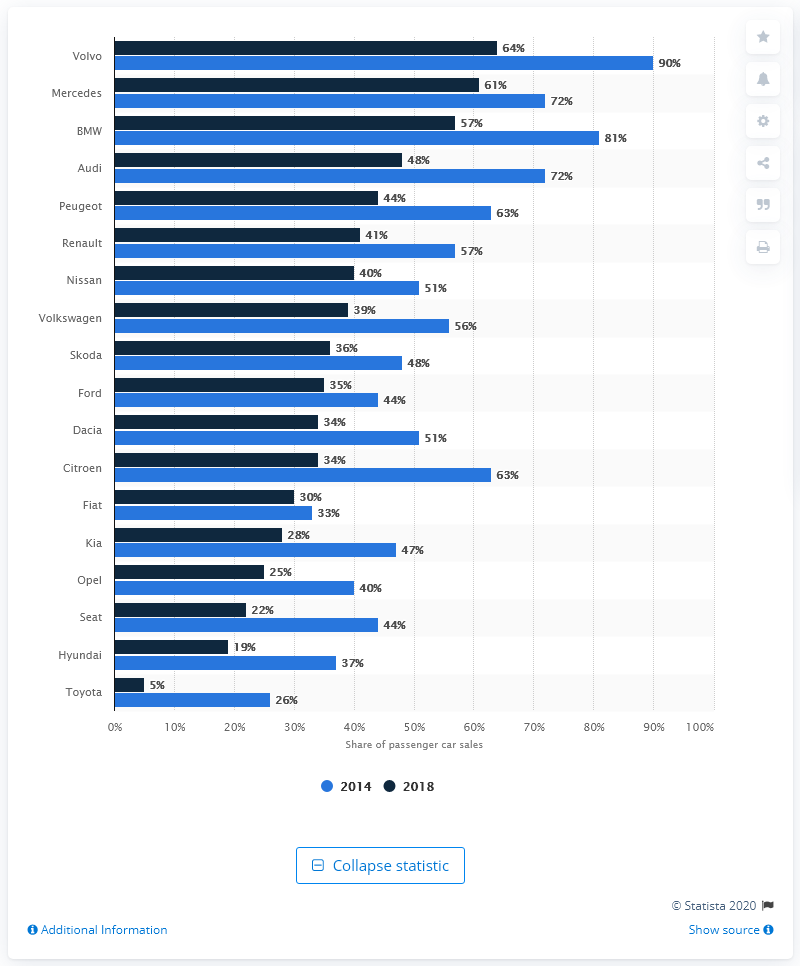 Volvo 64%
90%
Mercedes 61%
72%
BMW 57%
81%
Audi 48%
72%
Peugeot 44%
63%
Renault 41%
57%
Nissan 40%
51%
Volkswagen 39%
56%
Skoda 36%
48%
Ford 35%
44%
Dacia 34%
51%
Citroen 34%
63%
Fiat 30%
33%
Kia 28%
47%
Opel 25%
40%
Seat 22%
44%
Hyundai 19%
37%
Toyota 5%
26%
0% 10% 20% 30% 40% 50% 60% 70% 80% 90% 100%
Share of passenger car sales
2014 2018
Collapse statistic
© Statista 2020
Additional Information Show source